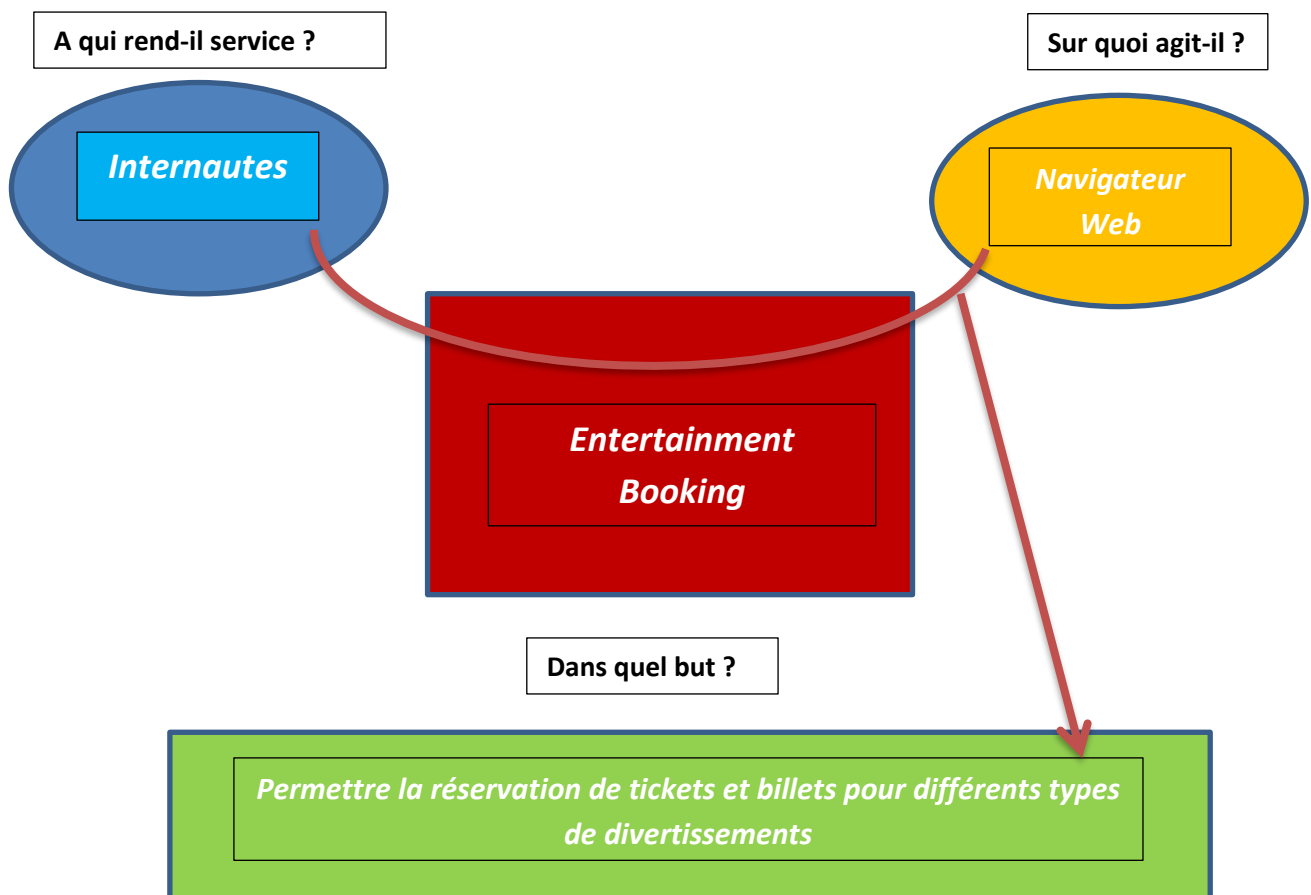 A qui rend-il service ?
Sur quoi agit-il ?
Internautes
Navigateur
Web
Entertainment
Booking
Dans quel but ?
Permettre la réservation de tickets et billets pour différents types
de divertissements